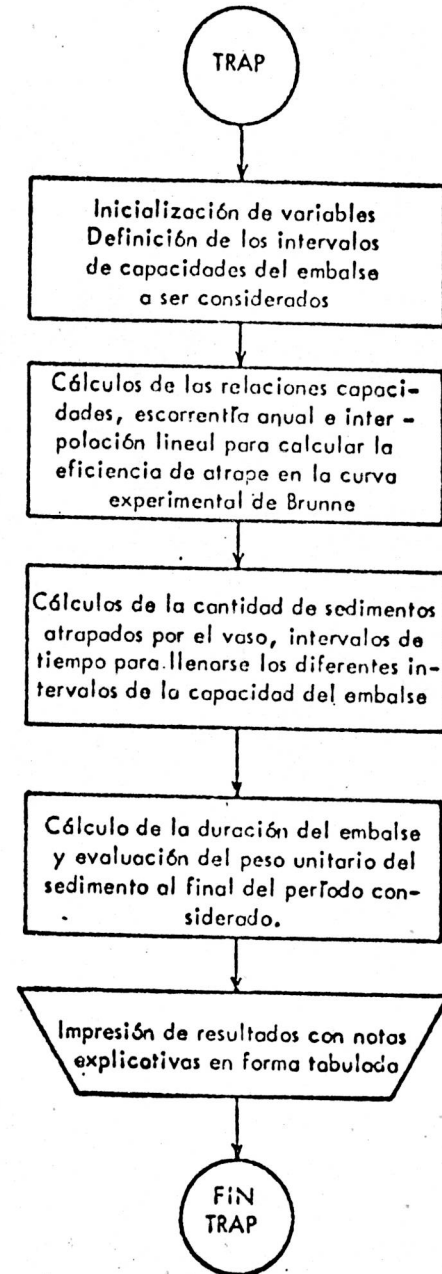 TRAP
Inicialización de variables
Definición de los intervalos
de capacidades del embalse
a ser considerados
Cálculos de las relaciones capaci-
dades, escorrentía anual e inter -
poloción lineal para calcular la
eficiencia de atrape en la curva
experimental de Brunne
Cálculos de la cantidad de sedimentos
atrapados por el vaso, intervalos de
tiempo para llenarse los diferentes in-
tervalos de la capacidad del embalse
Cálculo de la duración del embalse
y evaluación del peso unitario del
sedimento al final del período con-
siderado.
Impresión de resultados con notas
explicativas en forma tabulada
FIN
TRAP